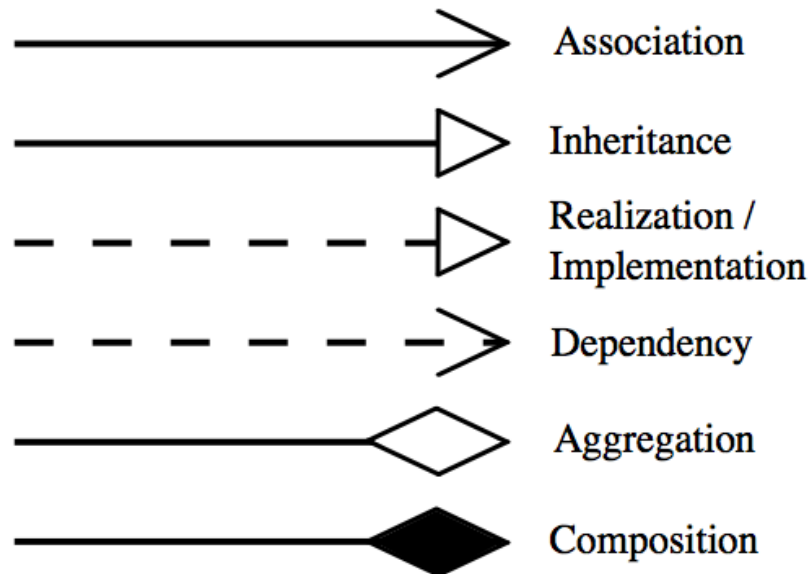 Association
Inheritance
Realization /
Implementation
Dependency
Aggregation
Composition